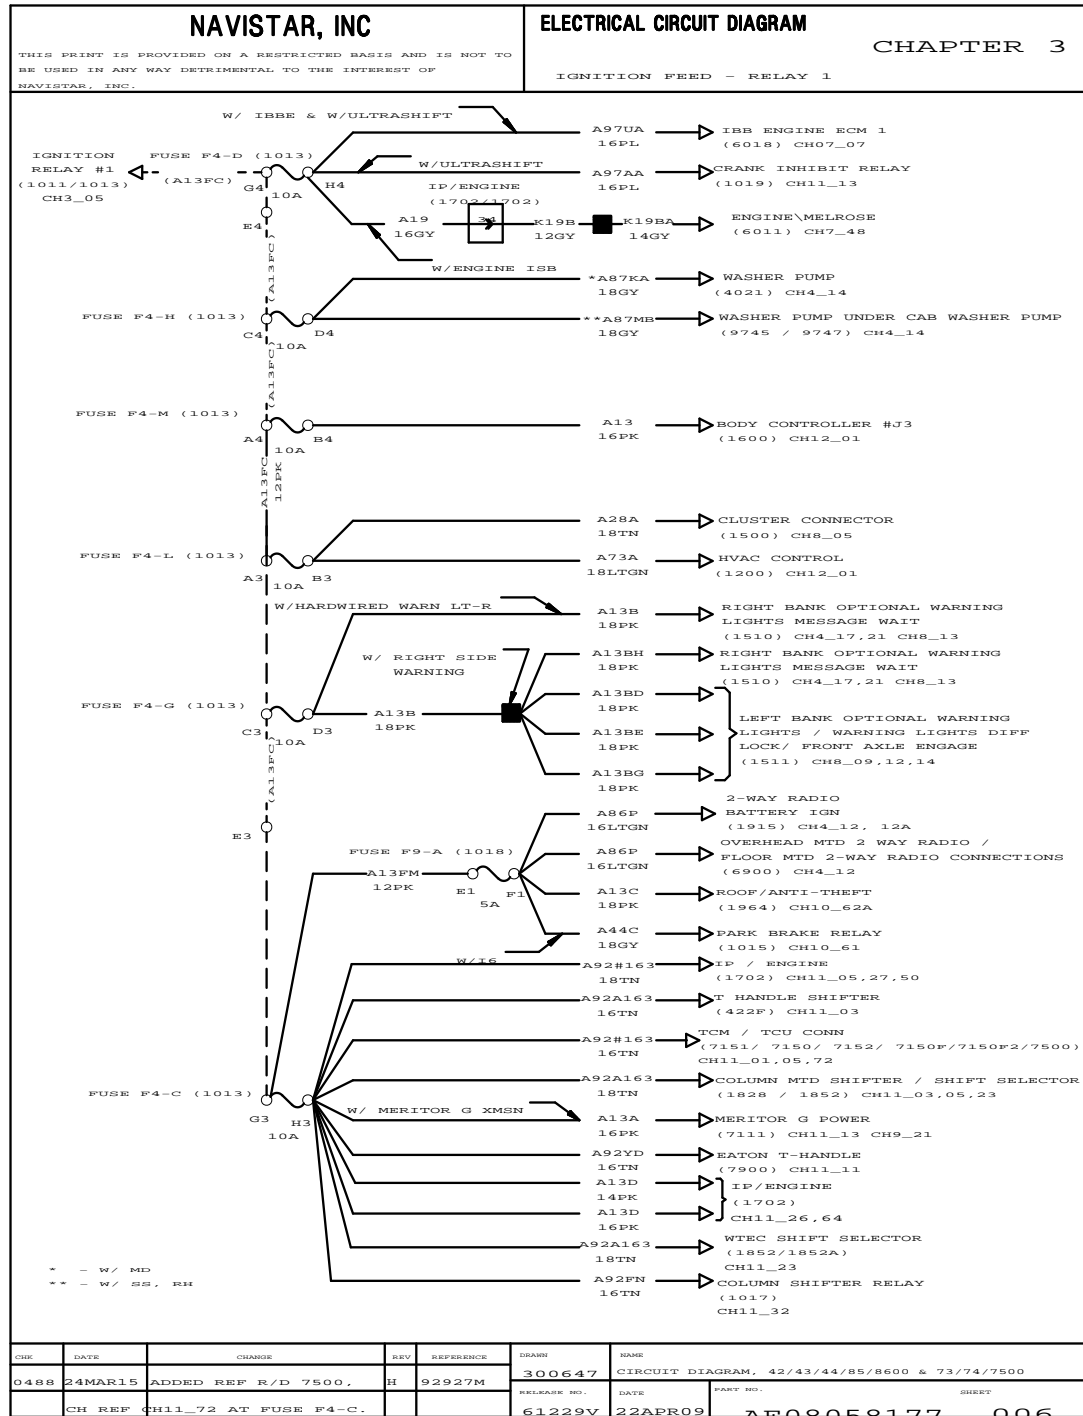 NAVISTAR, INC
THIS PRINT IS PROVIDED ON A RESTRICTED BASIS AND IS NOT TO
BE USED IN ANY WAY DETRIMENTAL TO THE INTEREST OF
NAVISTAR, INC.
ELECTRICAL CIRCUIT DIAGRAM
CHAPTER 3
IGNITION FEED - RELAY 1
W/ IBBE & W/ULTRASHIFT
A97UA
16PL
IBB ENGINE ECM 1
(6018) CH07_07
IGNITION
RELAY #1
(1011/1013)
CH3_05
(A13FC)
FUSE F4-D (1013)
G4
10A
H4
W/ULTRASHIFT
A97AA
16PL
CRANK INHIBIT RELAY
(1019) CH11_13
IP/ENGINE
(1702/1702)
E4
A19
16GY
34
K19B
12GY
K19BA
14GY
ENGINE\MELROSE
(6011) CH7_48
W/ENGINE ISB
(A13FC)
*A87KA
18GY
WASHER PUMP
(4021) CH4_14
FUSE F4-H (1013)
C4
10A
D4
**A87MB
18GY
WASHER PUMP UNDER CAB WASHER PUMP
(9745 / 9747) CH4_14
(A13FC)
FUSE F4-M (1013)
A4
10A
B4
A13
16PK
BODY CONTROLLER #J3
(1600) CH12_01
A13FC
12PK
A28A
18TN
CLUSTER CONNECTOR
(1500) CH8_05
FUSE F4-L (1013)
A3
10A
B3
A73A
18LTGN
HVAC CONTROL
(1200) CH12_01
W/HARDWIRED WARN LT-R
A13B
18PK
RIGHT BANK OPTIONAL WARNING
LIGHTS MESSAGE WAIT
(1510) CH4_17,21 CH8_13
W/ RIGHT SIDE
WARNING
A13BH
18PK
RIGHT BANK OPTIONAL WARNING
LIGHTS MESSAGE WAIT
(1510) CH4_17,21 CH8_13
FUSE F4-G (1013)
C3
10A
D3
A13B
18PK
A13BD
18PK
A13BE
18PK
A13BG
18PK
LEFT BANK OPTIONAL WARNING
LIGHTS / WARNING LIGHTS DIFF
LOCK/ FRONT AXLE ENGAGE
(1511) CH8_09,12,14
(A13FC)
E3
A86P
16LTGN
2-WAY RADIO
BATTERY IGN
(1915) CH4_12, 12A
FUSE F9-A (1018)
A13FM
12PK
E1
5A
F1
A86P
16LTGN
OVERHEAD MTD 2 WAY RADIO /
FLOOR MTD 2-WAY RADIO CONNECTIONS
(6900) CH4_12
A13C
18PK
ROOF/ANTI-THEFT
(1964) CH10_62A
A44C
18GY
PARK BRAKE RELAY
(1015) CH10_61
W/I6
A92#163
18TN
IP / ENGINE
(1702) CH11_05,27,50
A92A163
16TN
T HANDLE SHIFTER
(422F) CH11_03
A92#163
16TN
TCM / TCU CONN
(7151/ 7150/ 7152/ 7150F/7150F2/7500)
CH11_01,05,72
FUSE F4-C (1013)
G3
10A
H3
A92A163
18TN
COLUMN MTD SHIFTER / SHIFT SELECTOR
(1828 / 1852) CH11_03,05,23
W/ MERITOR G XMSN
A13A
16PK
MERITOR G POWER
(7111) CH11_13 CH9_21
A92YD
16TN
EATON T-HANDLE
(7900) CH11_11
A13D
14PK
A13D
16PK
IP/ENGINE
(1702)
CH11_26,64
A92A163
18TN
WTEC SHIFT SELECTOR
(1852/1852A)
CH11_23
A92FN
16TN
COLUMN SHIFTER RELAY
(1017)
CH11_32
* - W/ MD
** - W/ SS, RH
CHK DATE CHANGE REV REFERENCE
0488 24MAR15 ADDED REF R/D 7500, H 92927M
CH REF CH11_72 AT FUSE F4-C.
DRAWN
300647
NAME
CIRCUIT DIAGRAM, 42/43/44/85/8600 & 73/74/7500
RELEASE NO.
61229V
DATE
22APR09
PART NO.
AF08058177
SHEET
006